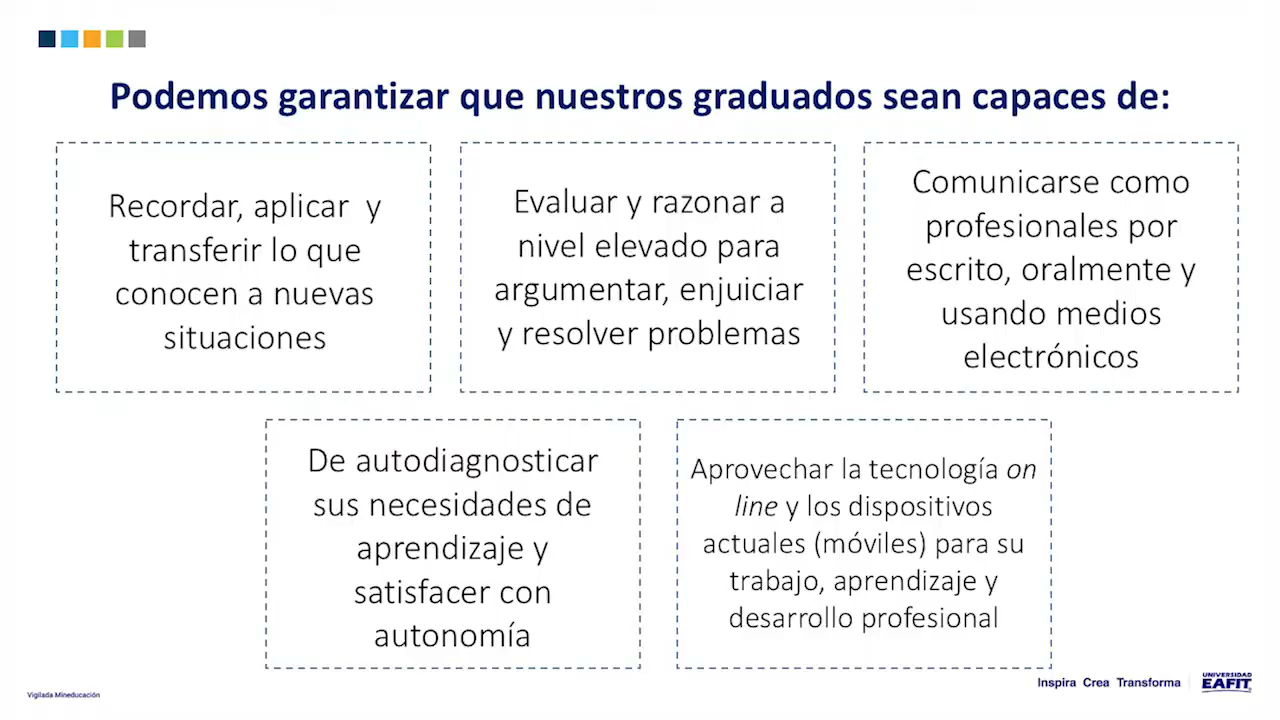 Podemos garantizar que nuestros graduados sean capaces de:
Recordar, aplicar y
transferir lo que
conocen a nuevas
situaciones
Evaluar y razonar a
nivel elevado para
argumentar, enjuiciar
y resolver problemas
Comunicarse como
profesionales por
escrito, oralmente y
usando medios
electrónicos
De autodiagnosticar
sus necesidades de
aprendizaje y
satisfacer con
autonomía
Aprovechar la tecnología on
line y los dispositivos
actuales (móviles) para su
trabajo, aprendizaje y
desarrollo profesional
Vigilada Mineducación
Inspira Crea Transforma
UNIVERSIDAD
EAFIT